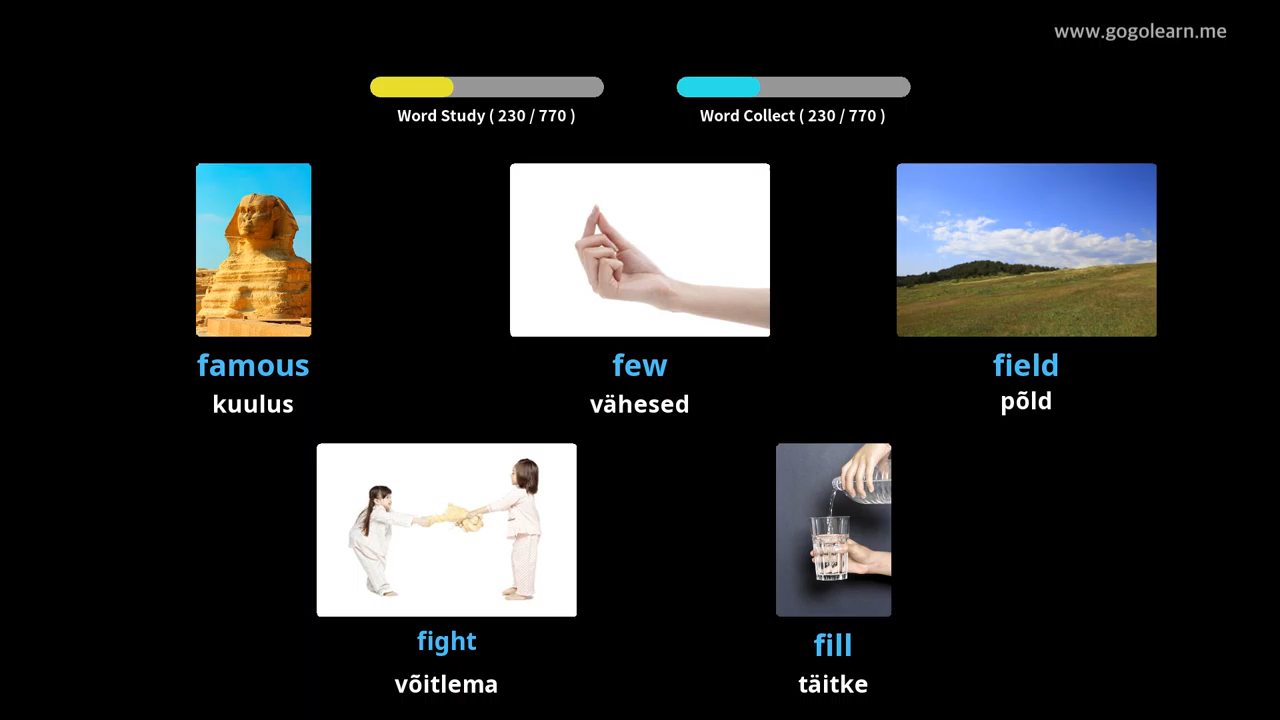 www.gogolearn.me
Word Study ( 230 / 770 )
Word Collect ( 230 / 770 )
famous
kuulus
few
vähesed
field
põld
fight
võitlema
fill
täitke